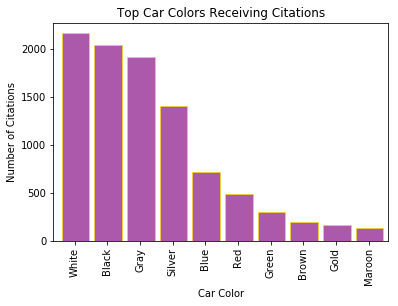 Top Car Colors Receiving Citations
Number of Citations
2000
1500
1000
500
0
White
Black
Gray
Silver
Blue
Red
Green
Brown
Gold
Maroon
Car Color